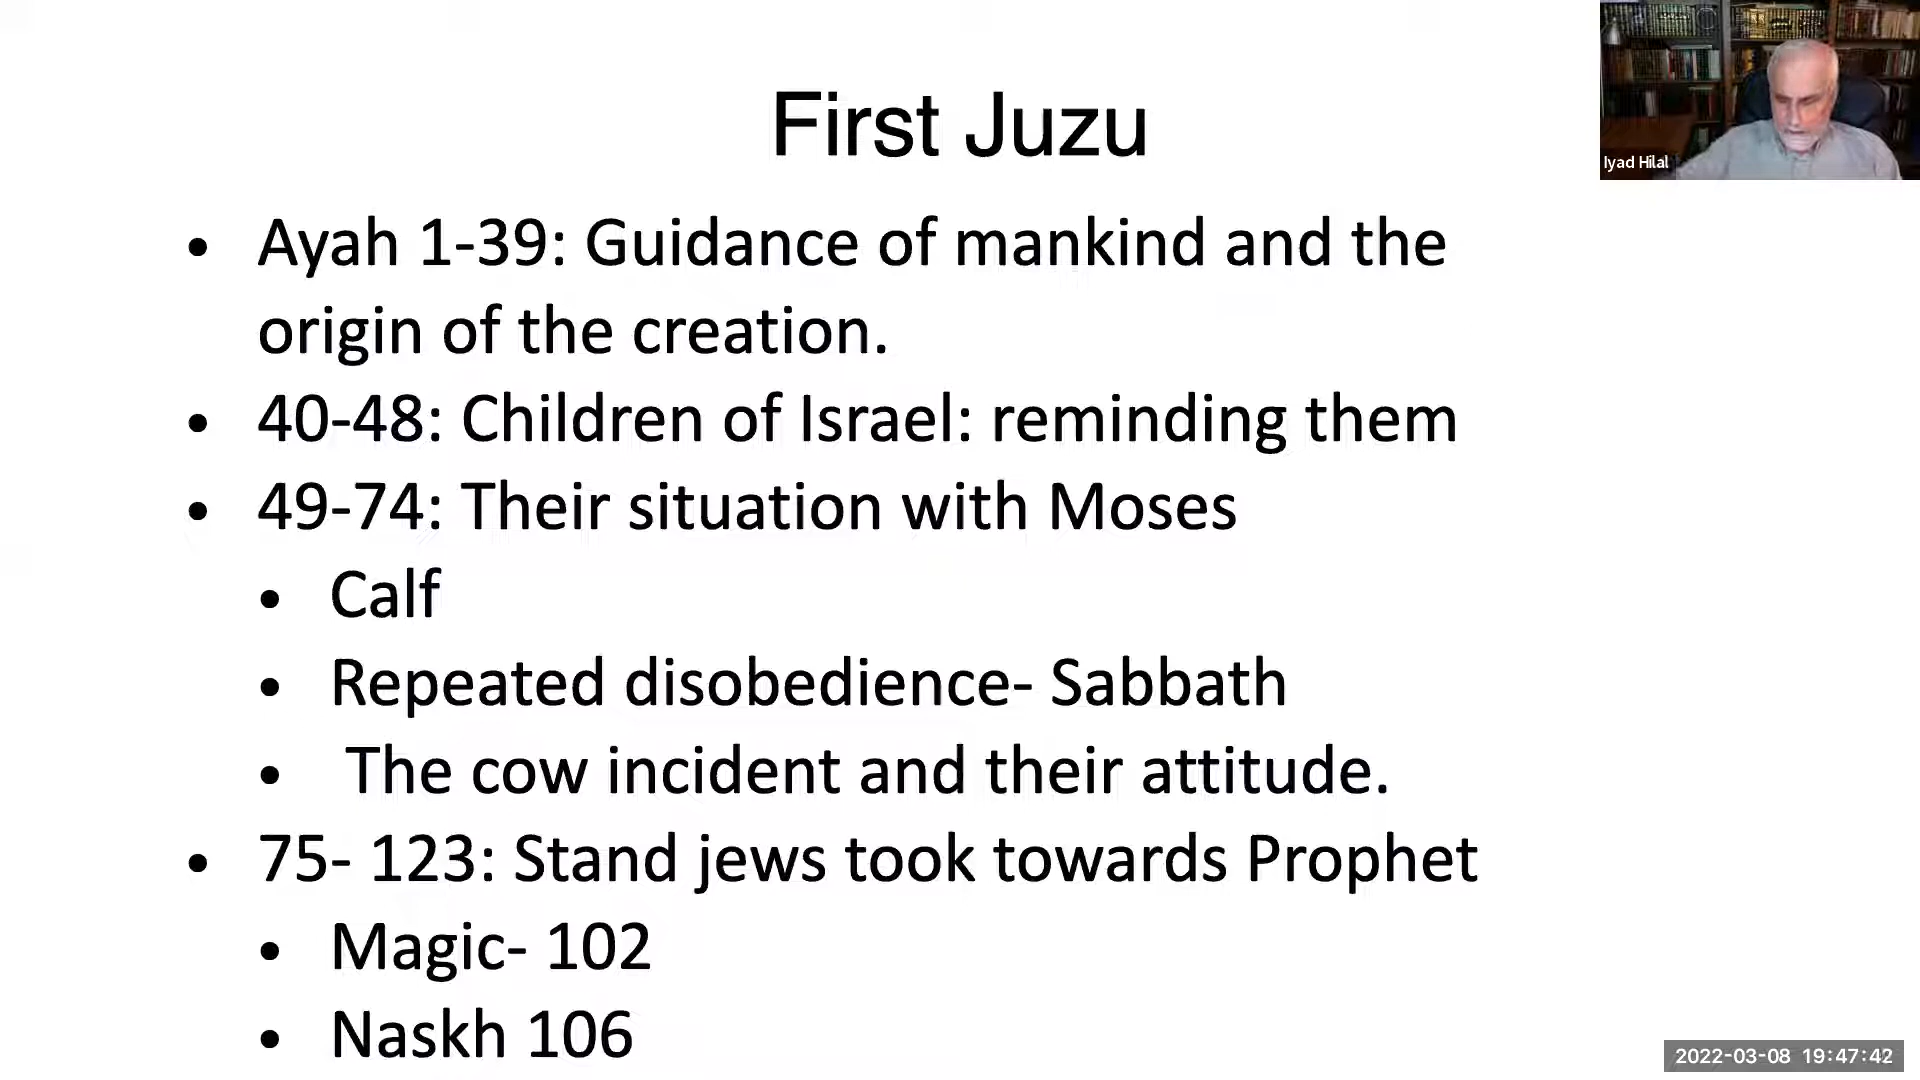 First Juzu
Iyad Hilal
• Ayah 1-39: Guidance of mankind and the
origin of the creation.
• 40-48: Children of Israel: reminding them
• 49-74: Their situation with Moses
• Calf
• Repeated disobedience- Sabbath
• The cow incident and their attitude.
• 75- 123: Stand jews took towards Prophet
• Magic- 102
• Naskh 106
2022-03-08 19:47:42